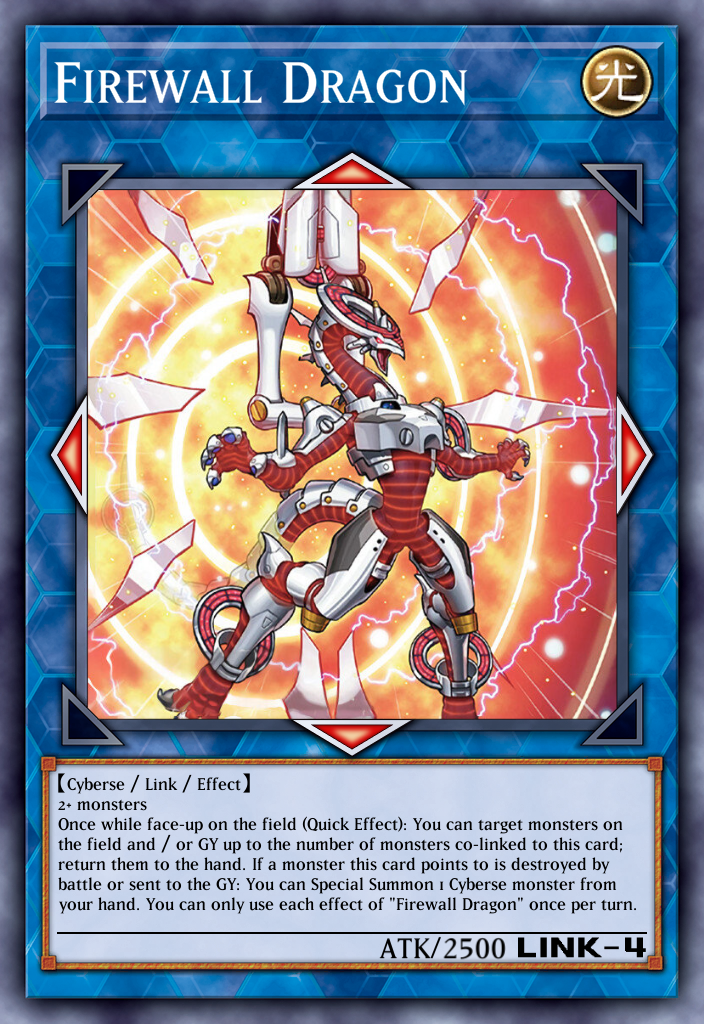 FIREWALL DRAGON
光
【Cyberse / Link / Effect】
2+ monsters
Once while face-up on the field (Quick Effect): You can target monsters on
the field and / or GY up to the number of monsters co-linked to this card;
return them to the hand. If a monster this card points to is destroyed by
battle or sent to the GY: You can Special Summon 1 Cyberse monster from
your hand. You can only use each effect of "Firewall Dragon" once per turn.
ATK/2500 LINK-4